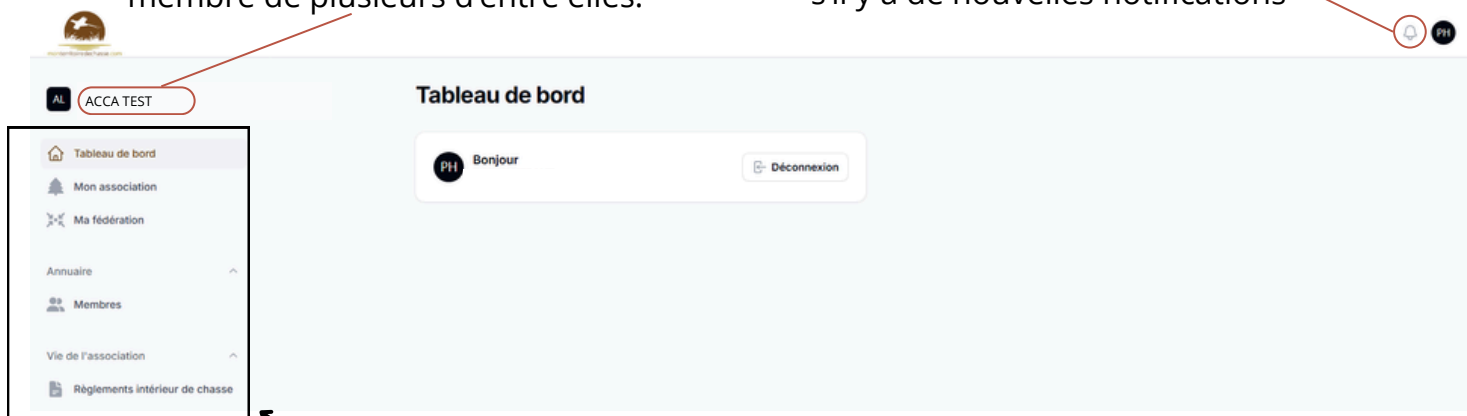 membre de plusieurs d'entre elles.
s'il y a de nouvelles notifications
PH
AL ACCA TEST
Tableau de bord
Tableau de bord
Mon association
Ma fédération
PH Bonjour
Déconnexion
Annuaire
Membres
Vie de l'association
Règlements intérieur de chasse